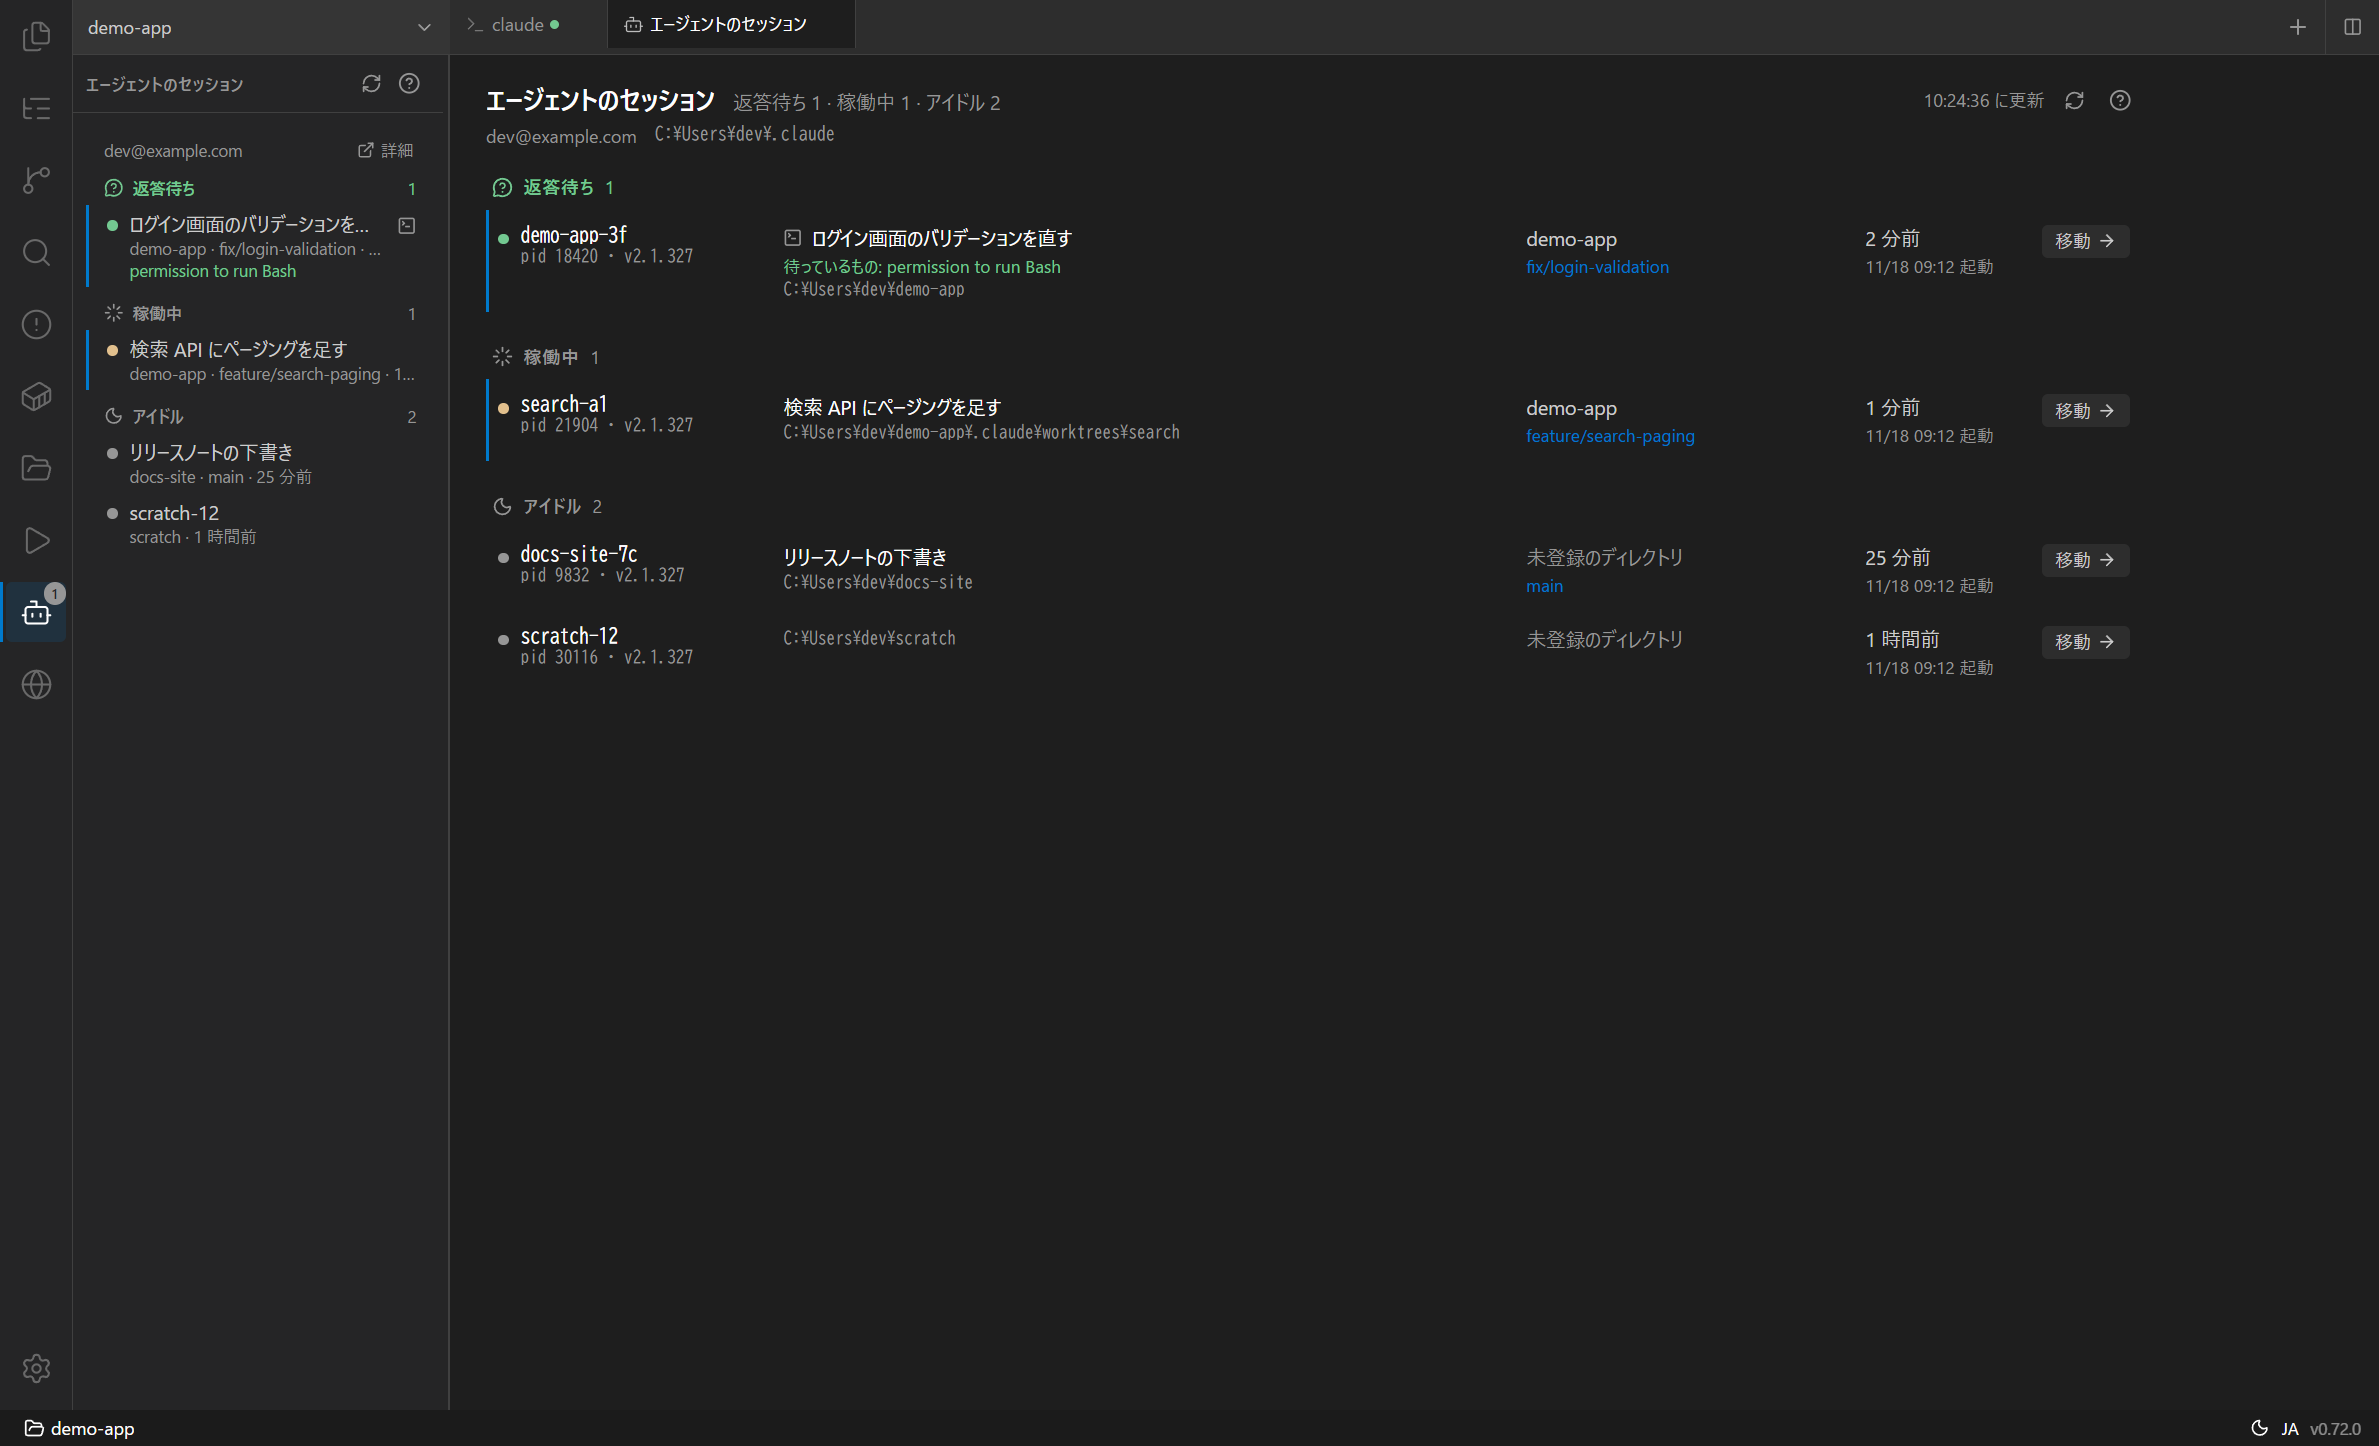 demo-app
claude
エージェントのセッション
エージェントのセッション
dev@example.com
詳細
返答待ち 1
ログイン画面のバリデーションを...
demo-app · fix/login-validation · ...
permission to run Bash
稼働中 1
検索 API にページングを足す
demo-app · feature/search-paging · 1...
アイドル 2
リリースノートの下書き
docs-site · main · 25 分前
scratch-12
scratch · 1 時間前
1
エージェントのセッション 返答待ち 1 · 稼働中 1 · アイドル 2
10:24:36 に更新
dev@example.com C:¥Users¥dev¥.claude
返答待ち 1
demo-app-3f
pid 18420 · v2.1.327
ログイン画面のバリデーションを直す
待っているもの: permission to run Bash
C:¥Users¥dev¥demo-app
demo-app
fix/login-validation
2 分前
11/18 09:12 起動
移動 →
稼働中 1
search-a1
pid 21904 · v2.1.327
検索 API にページングを足す
C:¥Users¥dev¥demo-app¥.claude¥worktrees¥search
demo-app
feature/search-paging
1 分前
11/18 09:12 起動
移動 →
アイドル 2
docs-site-7c
pid 9832 · v2.1.327
リリースノートの下書き
C:¥Users¥dev¥docs-site
未登録のディレクトリ
main
25 分前
11/18 09:12 起動
移動 →
scratch-12
pid 30116 · v2.1.327
C:¥Users¥dev¥scratch
未登録のディレクトリ
1 時間前
11/18 09:12 起動
移動 →
demo-app
JA v0.72.0